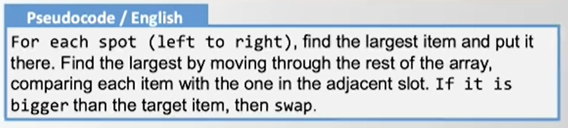 Pseudocode / English
For each spot (left to right), find the largest item and put it
there. Find the largest by moving through the rest of the array,
comparing each item with the one in the adjacent slot. If it is
bigger than the target item, then swap.